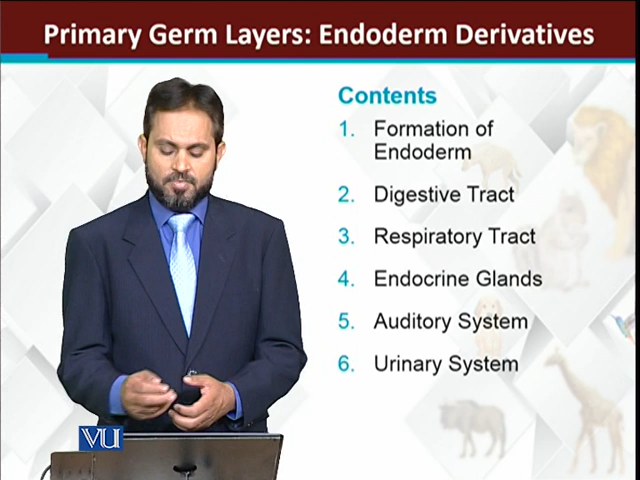 Primary Germ Layers: Endoderm Derivatives
Contents
1. Formation of
Endoderm
2. Digestive Tract
3. Respiratory Tract
4. Endocrine Glands
5. Auditory System
6. Urinary System
VU